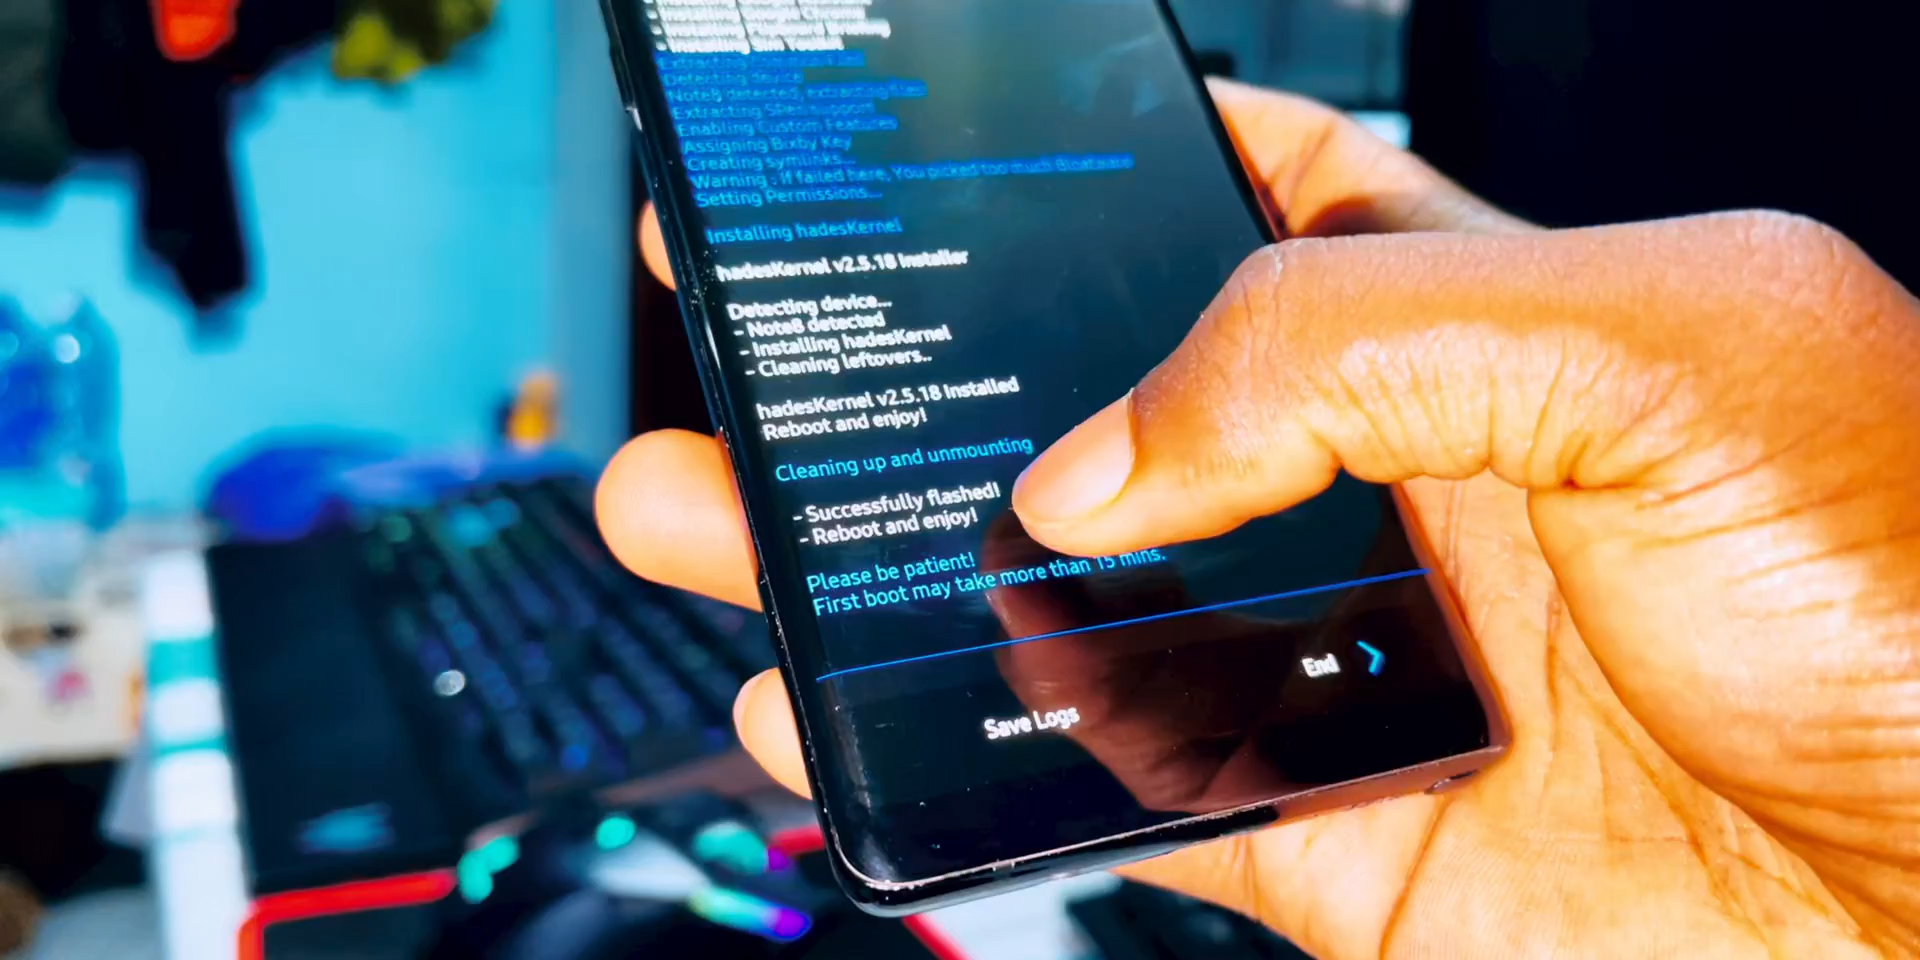 Detecting device
Note8 detected, extracting files
Extracting SPen support
Enabling Custom Features
Assigning Bixby Key
Creating symlinks...
Warning : If failed here, You picked too much Bloatware
Setting Permissions...
Installing hadesKernel
hadesKernel v2.5.18 Installer
Detecting device...
- Note8 detected
- Installing hadesKernel
- Cleaning leftovers..
hadesKernel v2.5.18 Installed
Reboot and enjoy!
Cleaning up and unmounting
- Successfully flashed!
- Reboot and enjoy!
Please be patient!
First boot may take more than 15 mins.
End
Save Logs